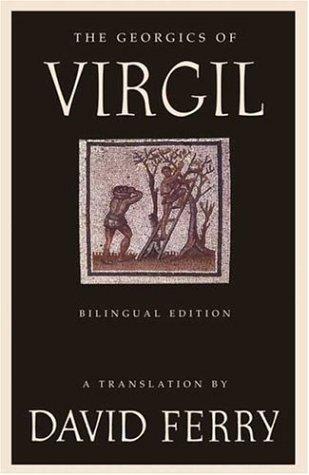 THE GEORGICS OF
VIRGIL
BILINGUAL EDITION
A TRANSLATION BY
DAVID FERRY